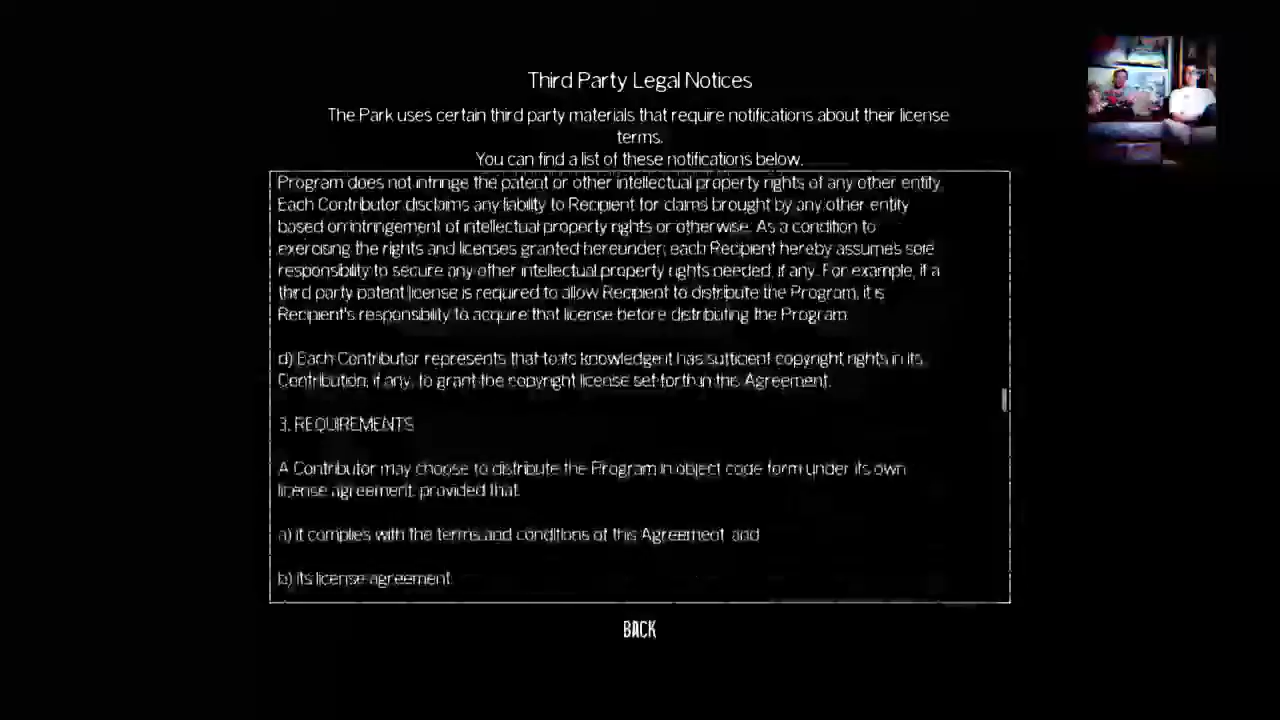 Third Party Legal Notices
The Park uses certain third party materials that require notifications about their license
terms.
You can find a list of these notifications below.
Program does not infringe the patent or other intellectual property rights of any other entity.
Each Contributor disclaims any liability to Recipient for claims brought by any other entity
based on infringement of intellectual property rights or otherwise. As a condition to
exercising the rights and licenses granted hereunder, each Recipient hereby assumes sole
responsibility to secure any other intellectual property rights needed, if any. For example, if a
third party patent license is required to allow Recipient to distribute the Program, it is
Recipient's responsibility to acquire that license before distributing the Program.
d) Each Contributor represents that to its knowledge it has sufficient copyright rights in its
Contribution, if any, to grant the copyright license set forth in this Agreement.
3. REQUIREMENTS
A Contributor may choose to distribute the Program in object code form under its own
license agreement, provided that:
a) it complies with the terms and conditions of this Agreement; and
b) its license agreement:
BACK